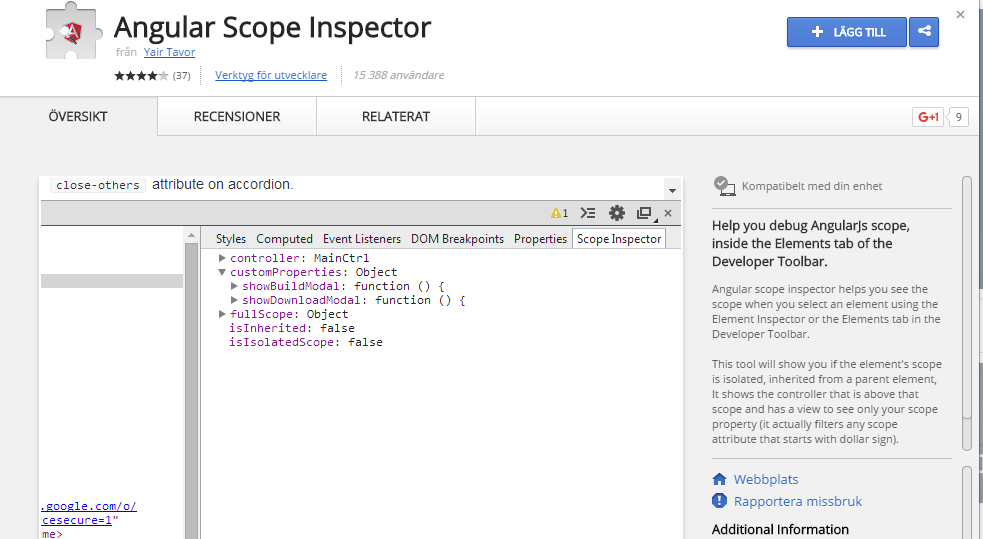 Angular Scope Inspector
från Yair Tavor
(37) Verktyg för utvecklare 15 388 användare
LÄGG TILL
ÖVERSIKT RECENSIONER RELATERAT
G+1 9
close-others attribute on accordion.
1
Styles Computed Event Listeners DOM Breakpoints Properties Scope Inspector
controller: MainCtrl
customProperties: Object
showBuildModal: function () {
showDownloadModal: function () {
fullScope: Object
isInherited: false
isIsolatedScope: false
.google.com/o/
cesecure=1"
me>
Kompatibelt med din enhet
Help you debug AngularJs scope,
inside the Elements tab of the
Developer Toolbar.
Angular scope inspector helps you see the
scope when you select an element using the
Element Inspector or the Elements tab in the
Developer Toolbar.
This tool will show you if the element's scope
is isolated, inherited from a parent element,
It shows the controller that is above that
scope and has a view to see only your scope
property (it actually filters any scope
attribute that starts with dollar sign).
Webbplats
Rapportera missbruk
Additional Information